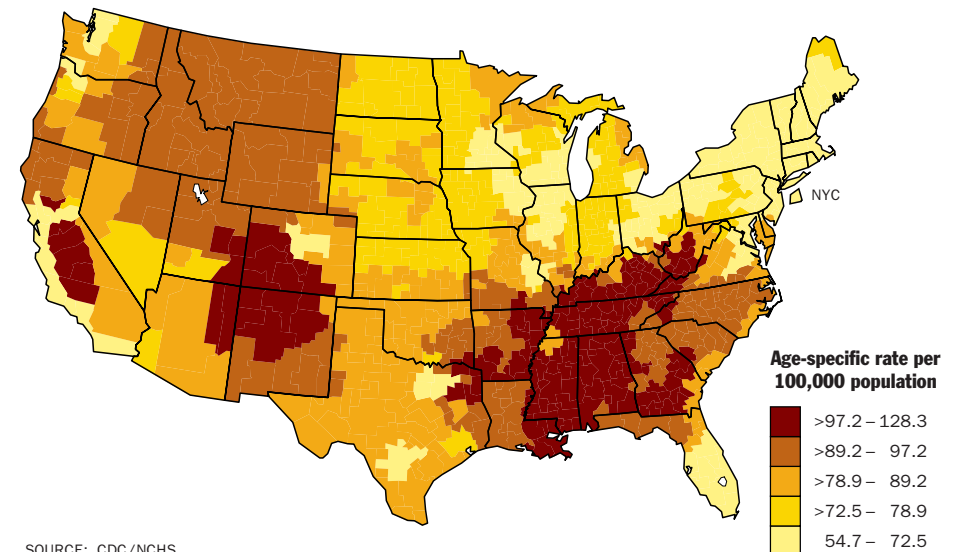 NYC
Age-specific rate per
100,000 population
>97.2 – 128.3
>89.2 – 97.2
>78.9 – 89.2
>72.5 – 78.9
54.7 – 72.5
SOURCE: CDC/NCHS